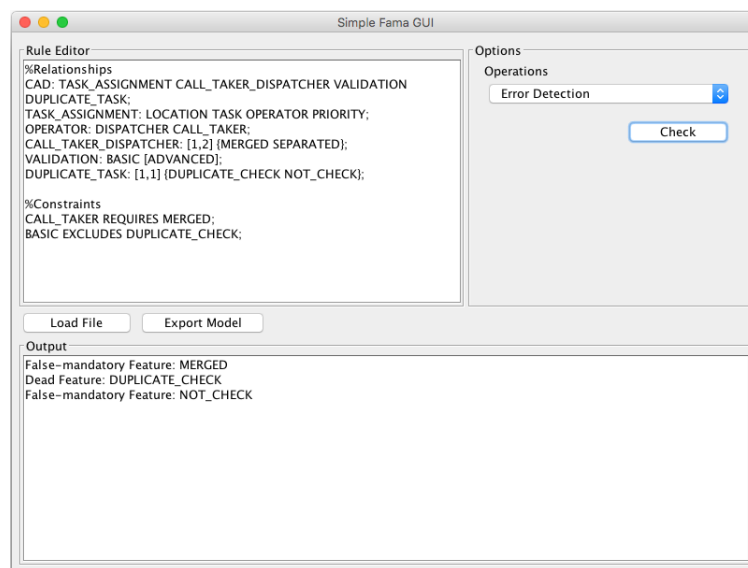 Simple Fama GUI
Rule Editor
%Relationships
CAD: TASK_ASSIGNMENT CALL_TAKER_DISPATCHER VALIDATION
DUPLICATE_TASK;
TASK_ASSIGNMENT: LOCATION TASK OPERATOR PRIORITY;
OPERATOR: DISPATCHER CALL_TAKER;
CALL_TAKER_DISPATCHER: [1,2] {MERGED SEPARATED};
VALIDATION: BASIC [ADVANCED];
DUPLICATE_TASK: [1,1] {DUPLICATE_CHECK NOT_CHECK};
%Constraints
CALL_TAKER REQUIRES MERGED;
BASIC EXCLUDES DUPLICATE_CHECK;
Options
Operations
Error Detection
Check
Load File
Export Model
Output
False-mandatory Feature: MERGED
Dead Feature: DUPLICATE_CHECK
False-mandatory Feature: NOT_CHECK